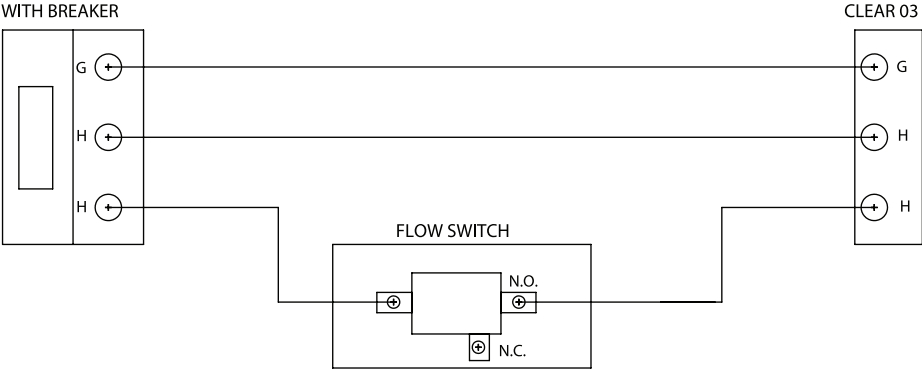 WITH BREAKER
CLEAR 03
G
G
H
H
H
H
FLOW SWITCH
N.O.
N.C.